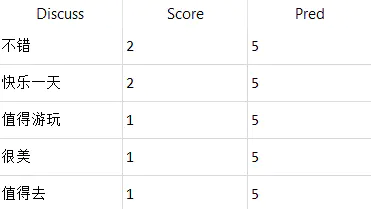 Discuss Score Pred
不错 2 5
快乐一天 2 5
值得游玩 1 5
很美 1 5
值得去 1 5